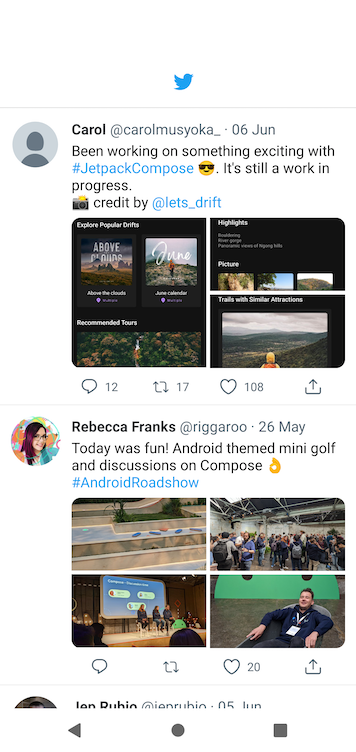 Carol @carolmusyoka_ · 06 Jun
Been working on something exciting with
#JetpackCompose 😎. It's still a work in
progress.
📸 credit by @lets_drift
Explore Popular Drifts
ABOVE
CLOUDS
June
Above the clouds
June calendar
Multiple
Multiple
Recommended Tours
Highlights
River gorge
Panoramic views of Ngong hills
Picture
Trails with Similar Attractions
12
17
108
Rebecca Franks @riggaroo · 26 May
Today was fun! Android themed mini golf
and discussions on Compose 👌
#AndroidRoadshow
20
Jen Rubio @jenrubio · 05 Jun